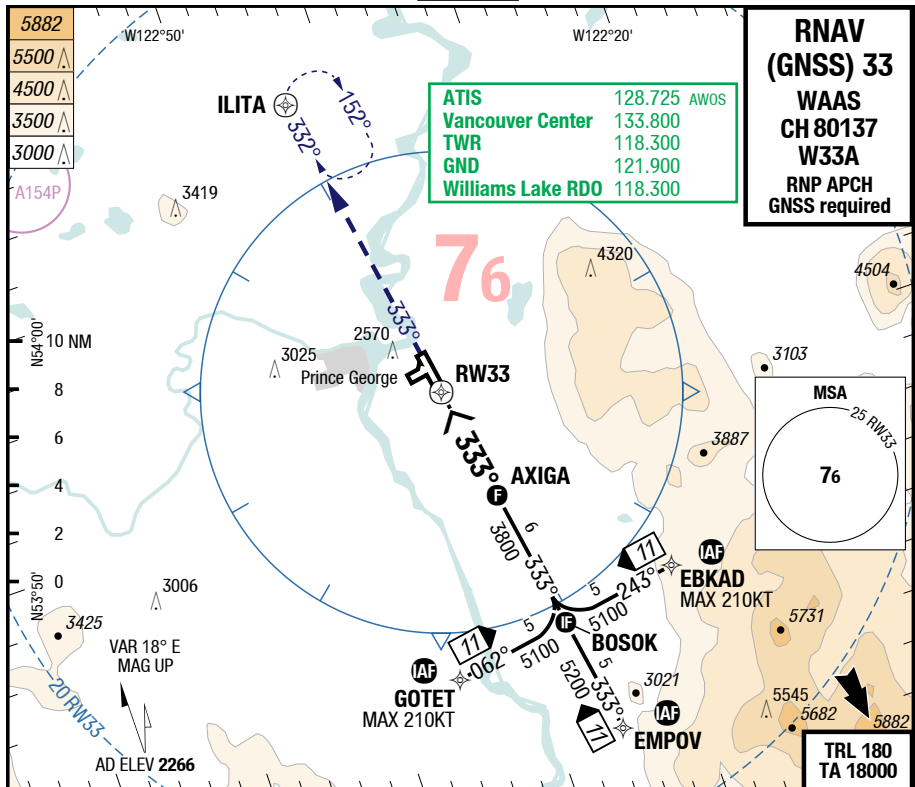 5882
5500
4500
3500
3000
A154P
W122°50'
W122°20'
RNAV
(GNSS) 33
WAAS
CH 80137
W33A
RNP APCH
GNSS required
ATIS 128.725 AWOS
Vancouver Center 133.800
TWR 118.300
GND 121.900
Williams Lake RDO 118.300
ILITA
152°
332°
3419
76
4320
4504
N54°00'
10 NM
8
6
4
2
0
N53°50'
2570
3025
Prince George
333°
RW33
3103
MSA
25 RW33
76
3887
333°
AXIGA
F
6
3800
333°
11
IAF
EBKAD
MAX 210KT
243°
5
5100
IF
BOSOK
5731
3006
3425
VAR 18° E
MAG UP
11
5
062°
5100
IAF
GOTET
MAX 210KT
5
5200
333°
3021
11
IAF
EMPOV
5545
5682
5882
20 RW33
AD ELEV 2266
TRL 180
TA 18000